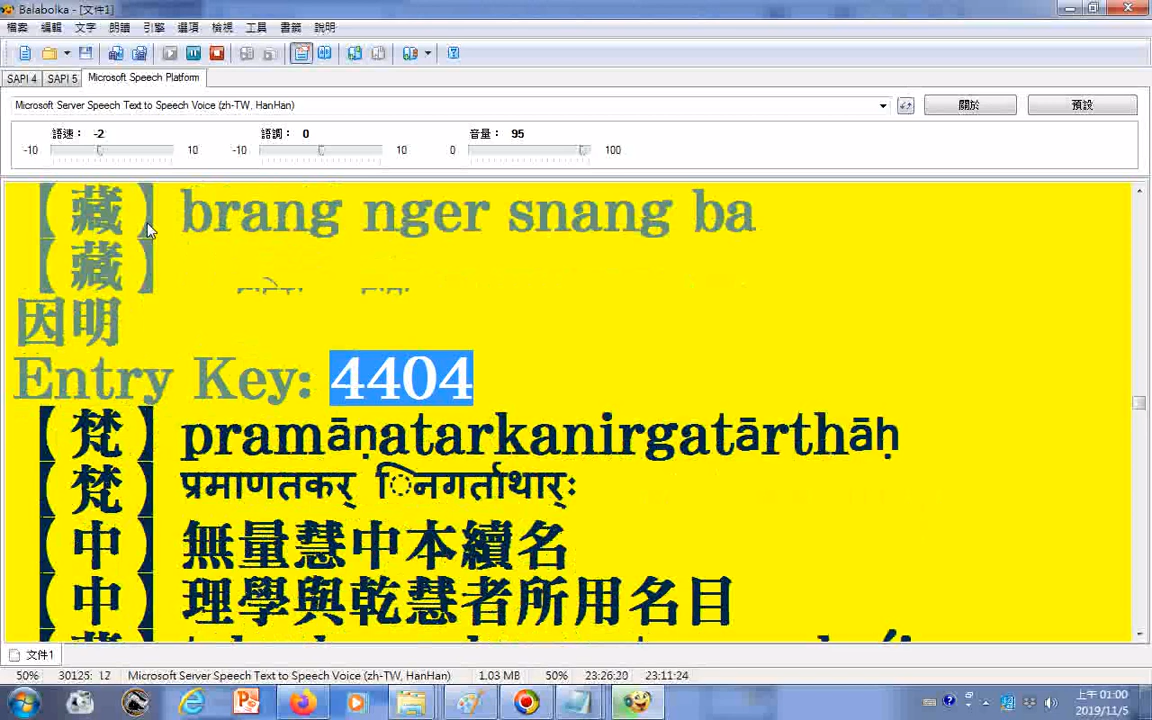 Balabolka - [文件1]
檔案 編輯 文字 朗讀 引擎 選項 檢視 工具 書籤 說明
SAPI 4 SAPI 5 Microsoft Speech Platform
Microsoft Server Speech Text to Speech Voice (zh-TW, HanHan) 關於 預設
語速： -2 語調： 0 音量： 95
-10 10 -10 10 0 100
【藏】 brang nger snang ba
【藏】
因明
Entry Key: 4404
【梵】 pramāṇatarkanirgatārthāḥ
【梵】 प्रमाणतकर् िनगर्ताथार्ः
【中】 無量慧中本續名
【中】 理學與乾慧者所用名目
文件1
50% 30125: 12 Microsoft Server Speech Text to Speech Voice (zh-TW, HanHan) 1.03 MB 50% 23:26:20 23:11:24
上午 01:00
2019/11/5